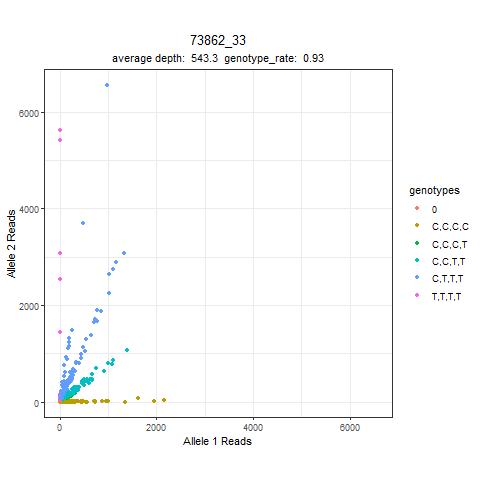 73862_33
average depth:  543.3  genotype_rate:  0.93
6000
4000
2000
0
Allele 2 Reads
0
2000
4000
6000
Allele 1 Reads
genotypes
0
C,C,C,C
C,C,C,T
C,C,T,T
C,T,T,T
T,T,T,T